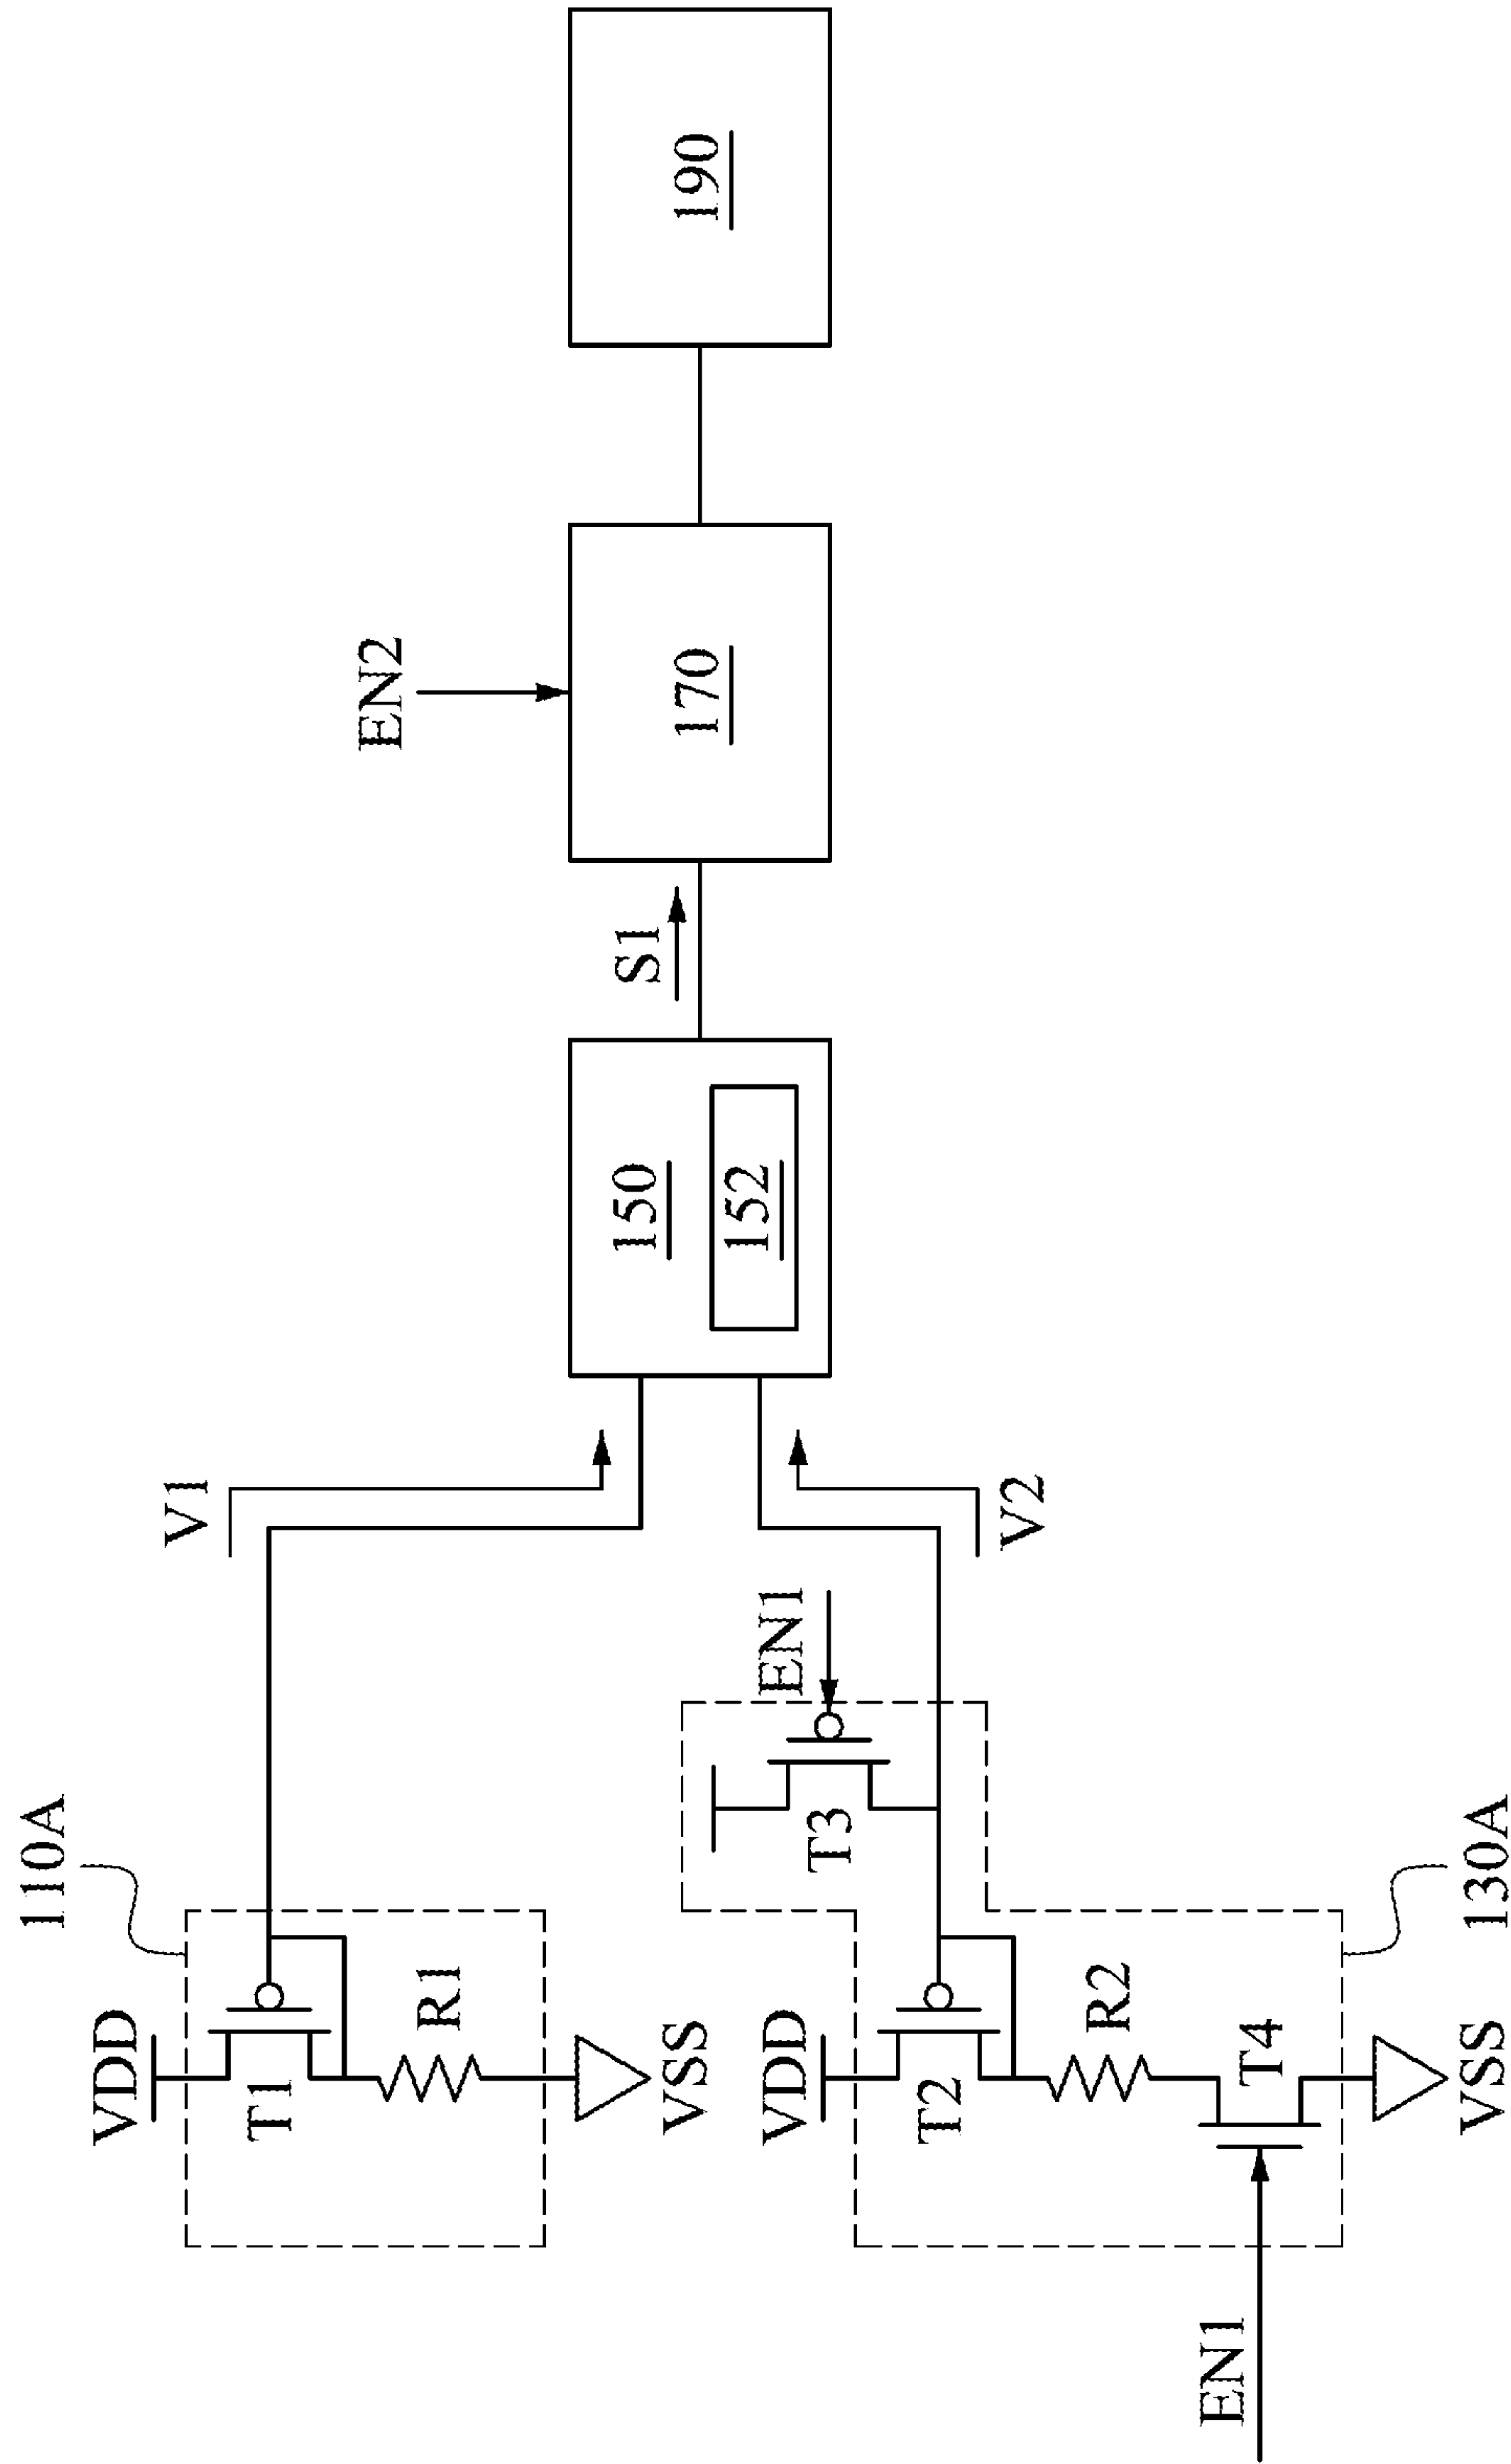 110A
VDD
T1
R1
VSS
V1
EN2
S1
150
152
170
190
EN1
T3
V2
VDD
T2
R2
T4
EN1
VSS
130A